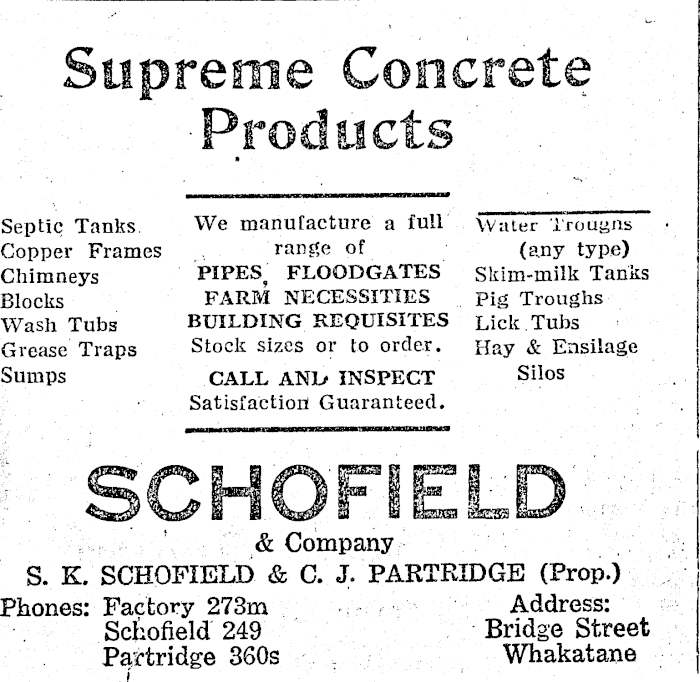 Supreme Concrete
Products
Septic Tanks
Copper Frames
Chimneys
Blocks
Wash Tubs
Grease Traps
Sumps
We manufacture a full
range of
PIPES, FLOODGATES
FARM NECESSITIES
BUILDING REQUISITES
Stock sizes or to order.
CALL AND INSPECT
Satisfaction Guaranteed.
Water Troughs
(any type)
Skim-milk Tanks
Pig Troughs
Lick Tubs
Hay & Ensilage
Silos
SCHOFIELD
& Company
S. K. SCHOFIELD & C. J. PARTRIDGE (Prop.)
Phones: Factory 273m
Schofield 249
Partridge 360s
Address:
Bridge Street
Whakatane